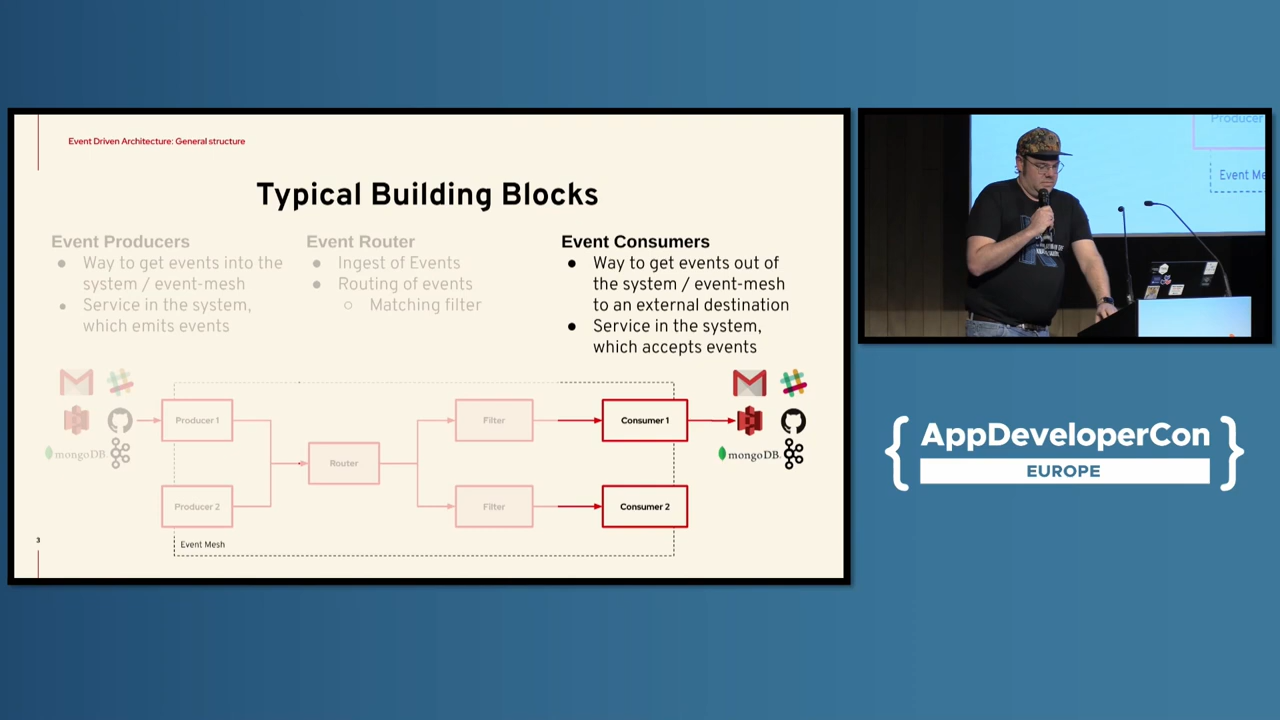 Event Driven Architecture: General structure
Typical Building Blocks
Event Producers
● Way to get events into the
system / event-mesh
● Service in the system,
which emits events
Event Router
● Ingest of Events
● Routing of events
○ Matching filter
Event Consumers
● Way to get events out of
the system / event-mesh
to an external destination
● Service in the system,
which accepts events
mongoDB
Producer 1
Producer 2
Router
Filter
Filter
Consumer 1
Consumer 2
mongoDB.
Event Mesh
3
Producer
Event Me
AppDeveloperCon
EUROPE